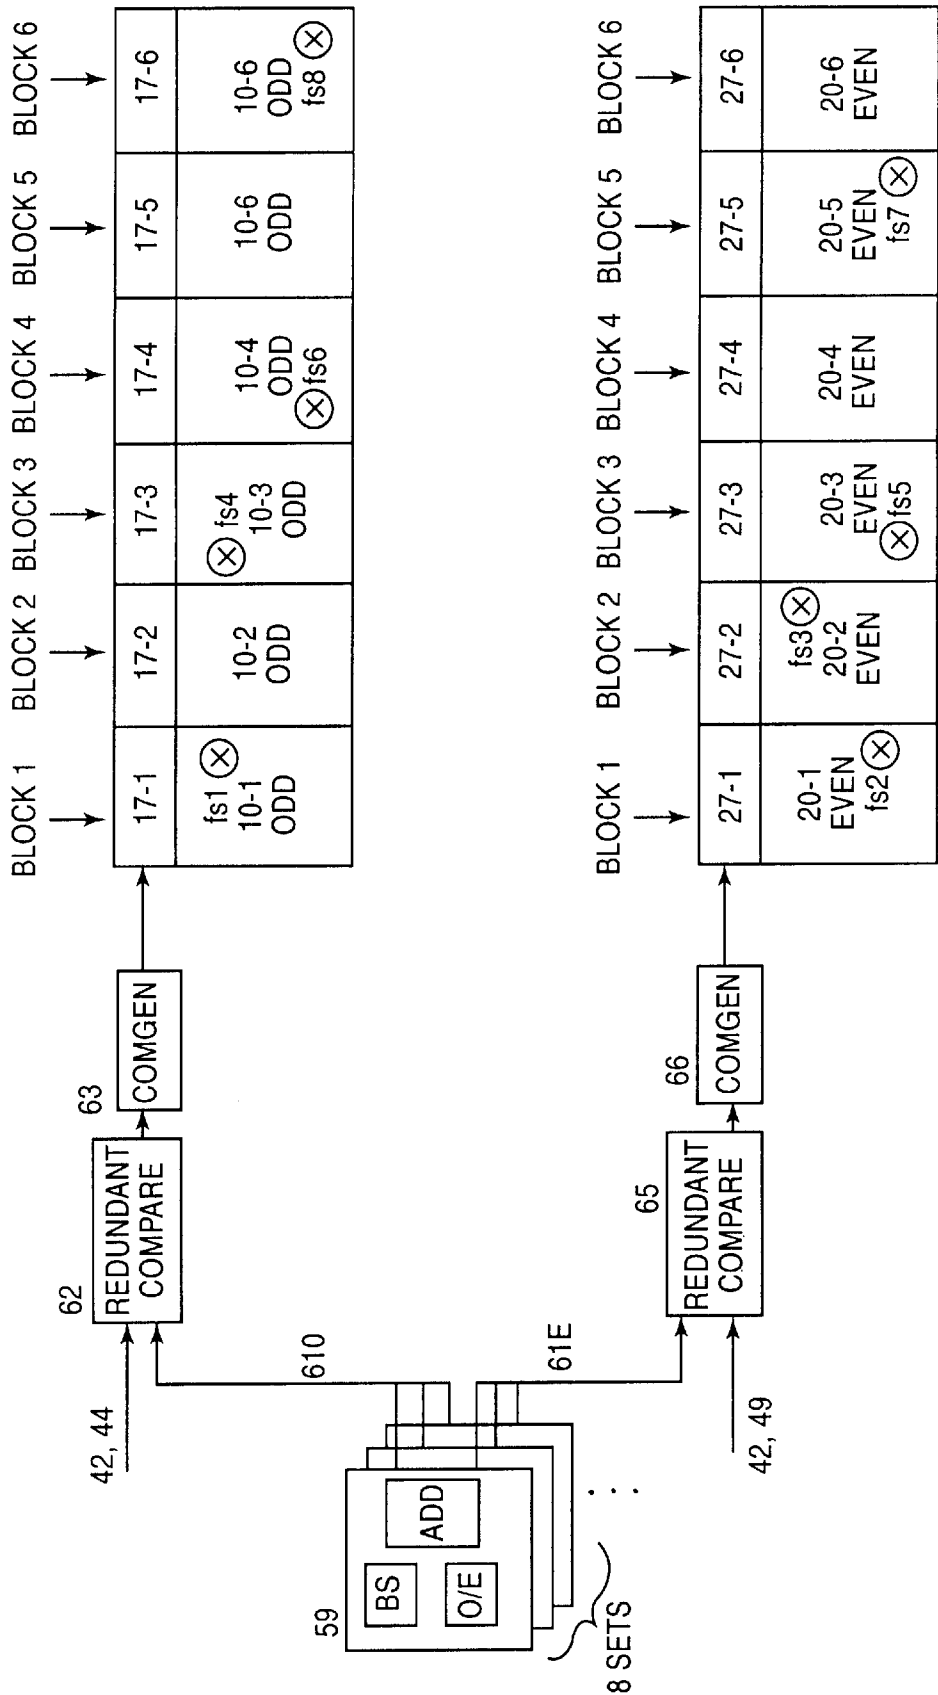 BLOCK 1
BLOCK 2
BLOCK 3
BLOCK 4
BLOCK 5
BLOCK 6
17-1
17-2
17-3
17-4
17-5
17-6
fs1
10-1
ODD
10-2
ODD
fs4
10-3
ODD
10-4
ODD
fs6
10-6
ODD
10-6
ODD
fs8
42, 44
62
REDUNDANT
COMPARE
63
COMGEN
610
59
BS
O/E
ADD
8 SETS
. . .
61E
42, 49
65
REDUNDANT
COMPARE
66
COMGEN
BLOCK 1
BLOCK 2
BLOCK 3
BLOCK 4
BLOCK 5
BLOCK 6
27-1
27-2
27-3
27-4
27-5
27-6
20-1
EVEN
fs2
fs3
20-2
EVEN
20-3
EVEN
fs5
20-4
EVEN
20-5
EVEN
fs7
20-6
EVEN